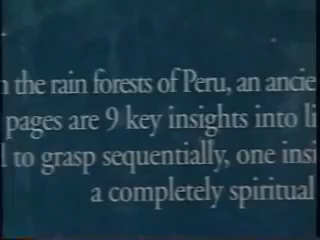 the rain forests of Peru, an
pages are 9 key insights into
to grasp sequentially, one
a completely spiritual